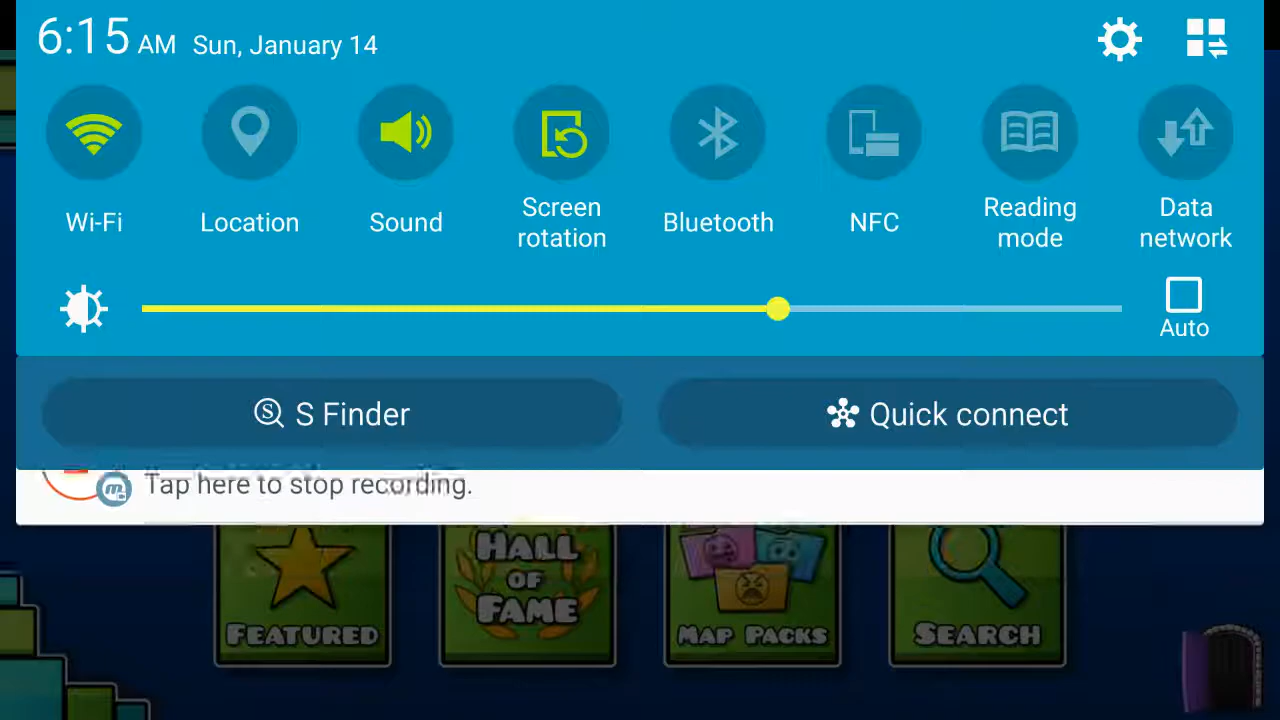 6:15 AM Sun, January 14
Wi-Fi
Location
Sound
Screen
rotation
Bluetooth
NFC
Reading
mode
Data
network
Auto
S Finder
Quick connect
Tap here to stop recording.
FEATURED
HALL
OF
FAME
MAP PACKS
SEARCH